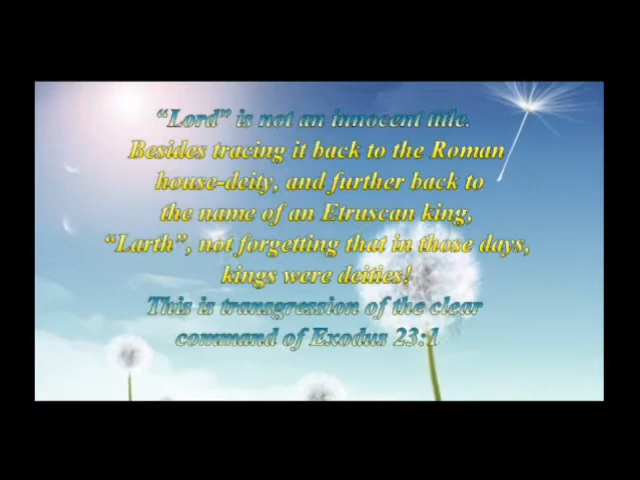 “Lord” is not an innocent title.
Besides tracing it back to the Roman
house-deity, and further back to
the name of an Etruscan king,
“Larth”, not forgetting that in those days,
kings were deities!
This is transgression of the clear
command of Exodus 23:1